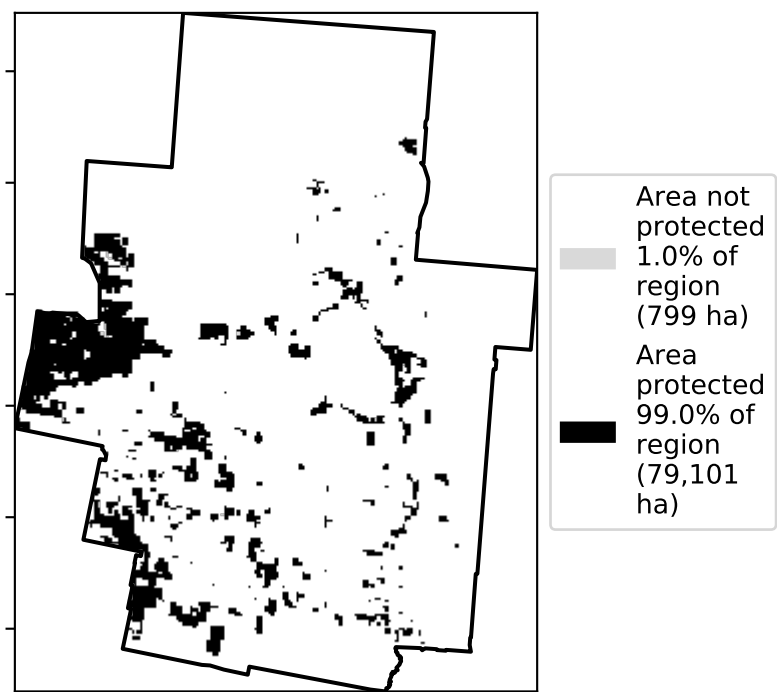 Area not
protected
1.0% of
region
(799 ha)
Area
protected
99.0% of
region
(79,101
ha)